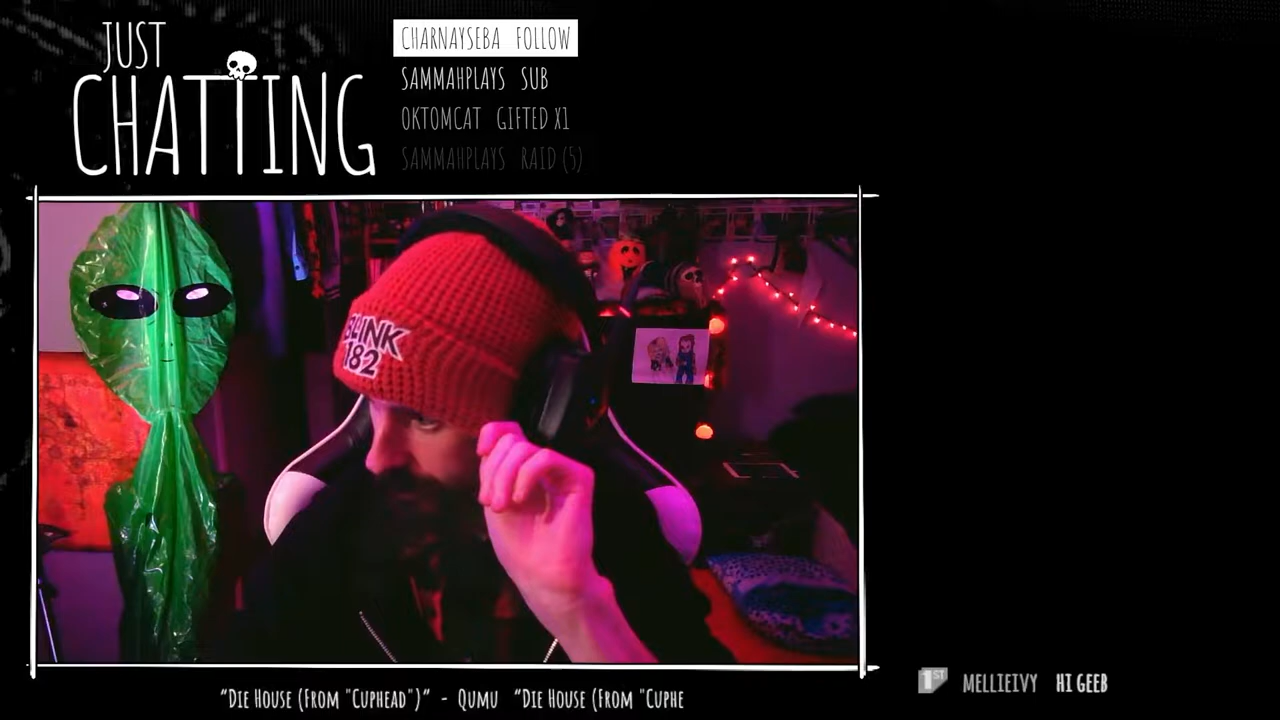 JUST
CHATTING
CHARNAYSEBA FOLLOW
SAMMAHPLAYS SUB
OKTOMCAT GIFTED X1
SAMMAHPLAYS RAID (5)
BLINK
182
"DIE HOUSE (FROM "CUPHEAD")" - QUMU "DIE HOUSE (FROM "CUPHE
1ST MELLIEIVY HI GEEB